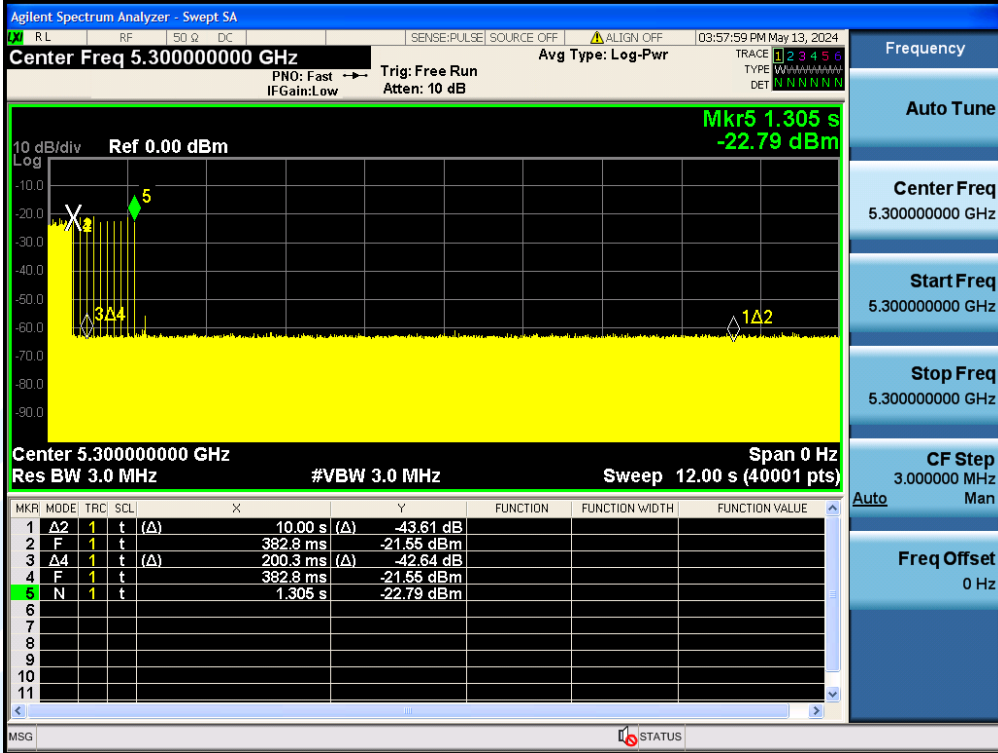 Agilent Spectrum Analyzer - Swept SA
LXI RL RF 50 Ω DC SENSE:PULSE SOURCE OFF ALIGN OFF 03:57:59 PM May 13, 2024
Center Freq 5.300000000 GHz
Avg Type: Log-Pwr
TRACE 1 2 3 4 5 6
TYPE
DET N N N N N N
PNO: Fast
IFGain:Low
Trig: Free Run
Atten: 10 dB
Mkr5 1.305 s
-22.79 dBm
10 dB/div Ref 0.00 dBm
Log
-10.0
-20.0
-30.0
-40.0
-50.0
-60.0
-70.0
-80.0
-90.0
5
2
3Δ4
1Δ2
Center 5.300000000 GHz Span 0 Hz
Res BW 3.0 MHz #VBW 3.0 MHz Sweep 12.00 s (40001 pts)
MKR MODE TRC SCL X Y FUNCTION FUNCTION WIDTH FUNCTION VALUE
1 Δ2 1 t (Δ) 10.00 s (Δ) -43.61 dB
2 F 1 t 382.8 ms -21.55 dBm
3 Δ4 1 t (Δ) 200.3 ms (Δ) -42.64 dB
4 F 1 t 382.8 ms -21.55 dBm
5 N 1 t 1.305 s -22.79 dBm
6
7
8
9
10
11
MSG STATUS
Frequency
Auto Tune
Center Freq
5.300000000 GHz
Start Freq
5.300000000 GHz
Stop Freq
5.300000000 GHz
CF Step
3.000000 MHz
Auto Man
Freq Offset
0 Hz